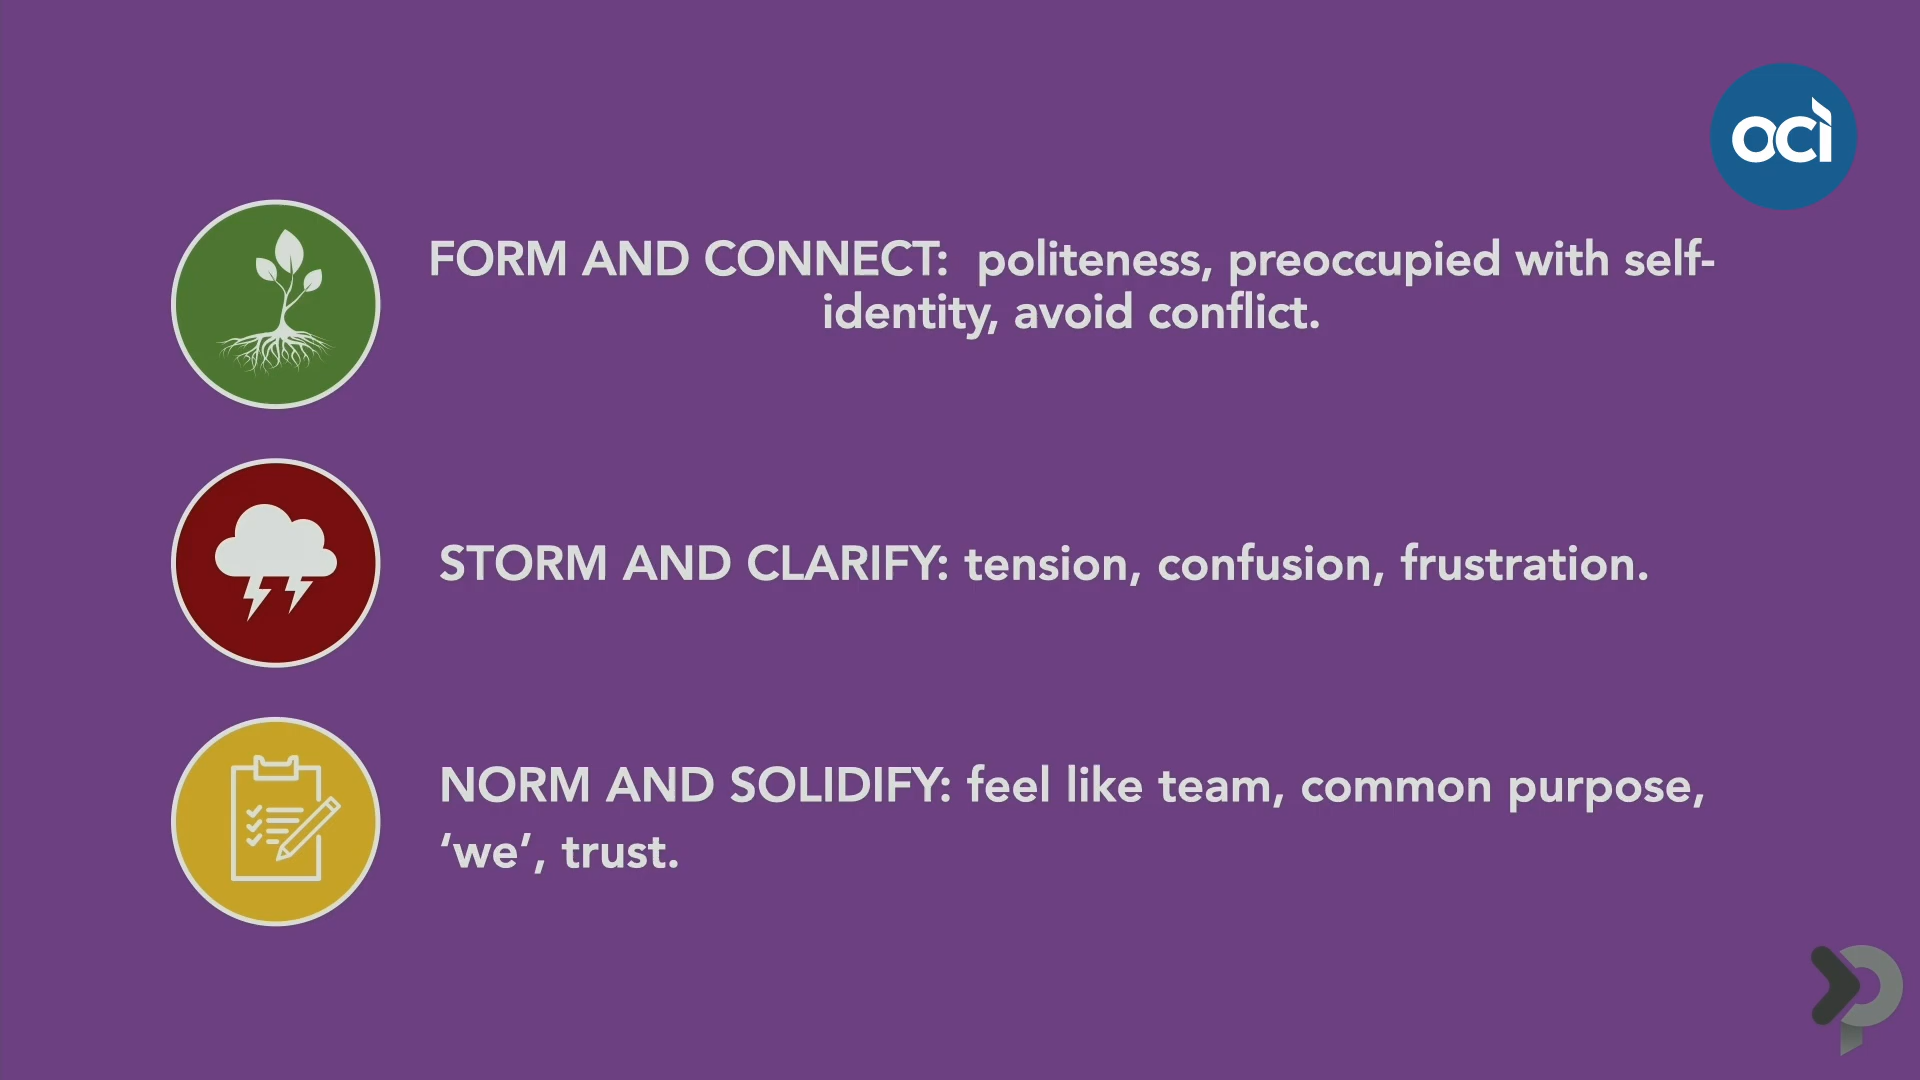 oci
FORM AND CONNECT: politeness, preoccupied with self-
identity, avoid conflict.
STORM AND CLARIFY: tension, confusion, frustration.
NORM AND SOLIDIFY: feel like team, common purpose,
‘we’, trust.